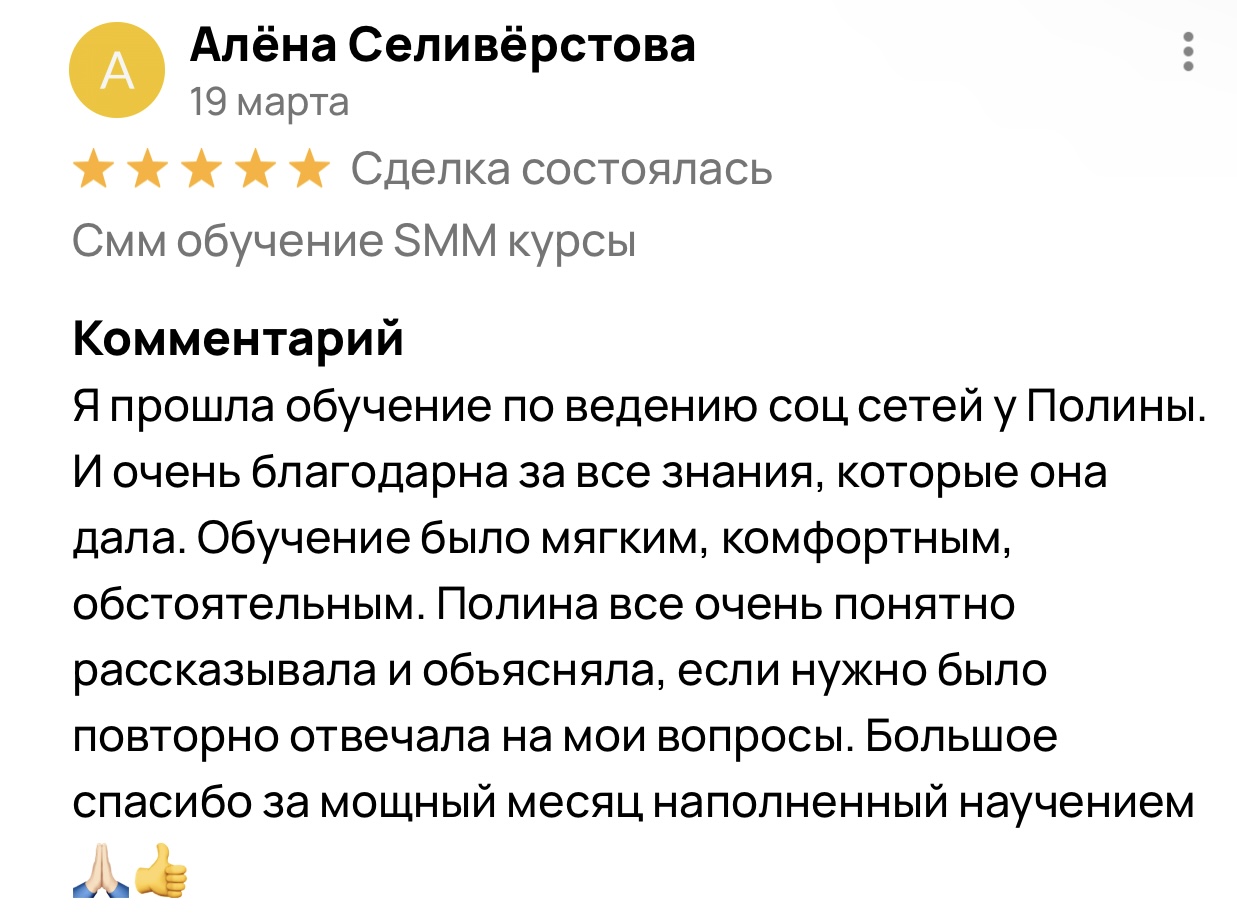 А
Алёна Селивёрстова
19 марта
Сделка состоялась
Смм обучение SMM курсы
Комментарий
Я прошла обучение по ведению соц сетей у Полины.
И очень благодарна за все знания, которые она
дала. Обучение было мягким, комфортным,
обстоятельным. Полина все очень понятно
рассказывала и объясняла, если нужно было
повторно отвечала на мои вопросы. Большое
спасибо за мощный месяц наполненный научением
🙏🏻👍